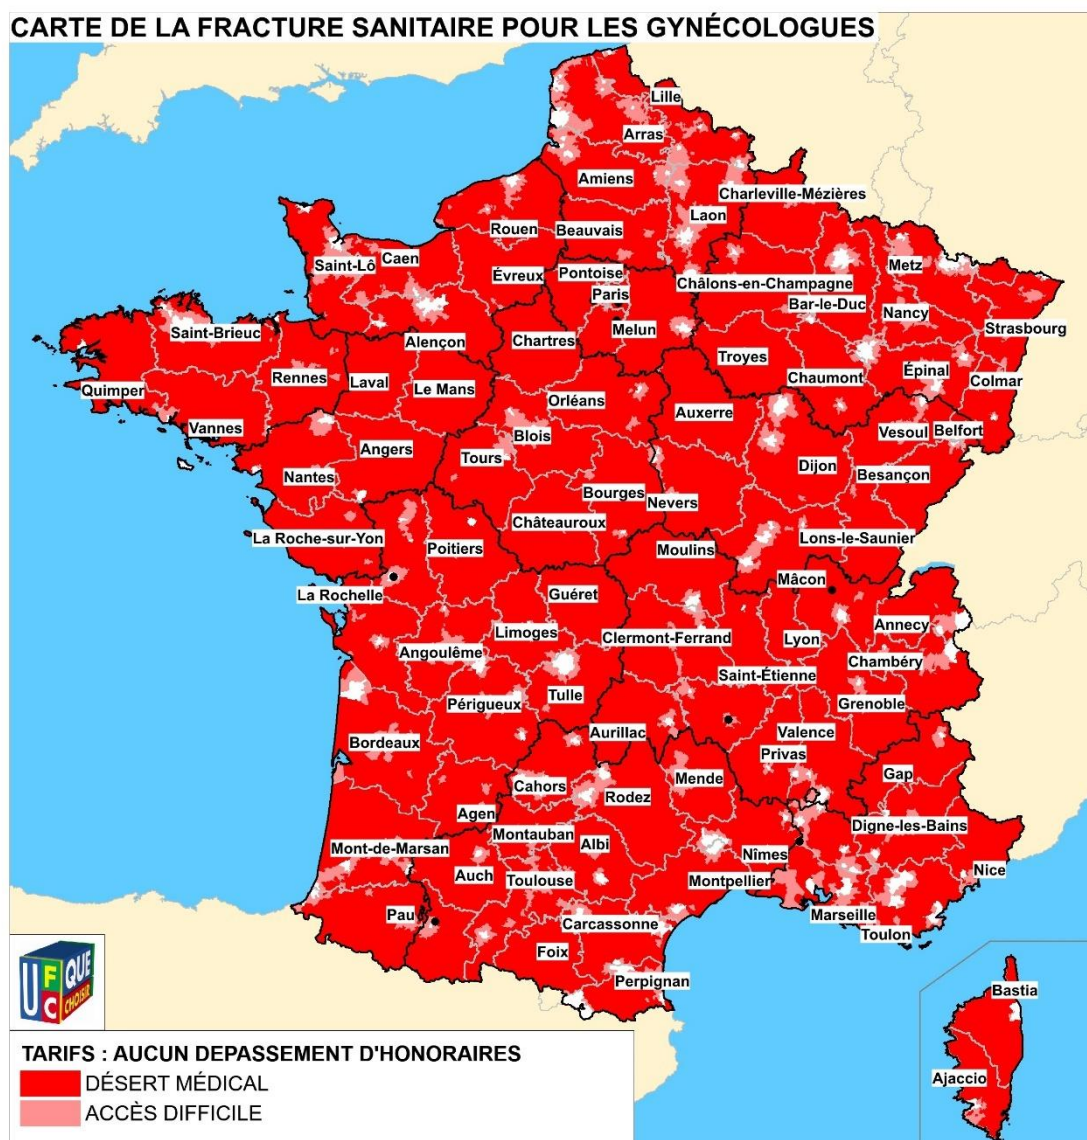 CARTE DE LA FRACTURE SANITAIRE POUR LES GYNÉCOLOGUES
Lille
Arras
Amiens
Charleville-Mézières
Laon
Rouen
Beauvais
Caen
Saint-Lô
Metz
Évreux
Pontoise
Châlons-en-Champagne
Paris
Bar-le-Duc
Nancy
Strasbourg
Saint-Brieuc
Melun
Alençon
Chartres
Troyes
Rennes
Laval
Le Mans
Chaumont
Épinal
Colmar
Quimper
Orléans
Auxerre
Vannes
Blois
Vesoul
Belfort
Angers
Tours
Dijon
Besançon
Nantes
Bourges
Nevers
Châteauroux
La Roche-sur-Yon
Poitiers
Moulins
Lons-le-Saunier
Mâcon
La Rochelle
Guéret
Annecy
Limoges
Clermont-Ferrand
Lyon
Angoulême
Chambéry
Saint-Étienne
Tulle
Périgueux
Grenoble
Aurillac
Valence
Bordeaux
Privas
Gap
Cahors
Mende
Rodez
Agen
Digne-les-Bains
Montauban
Mont-de-Marsan
Albi
Nîmes
Auch
Toulouse
Montpellier
Nice
Pau
Marseille
Carcassonne
Toulon
Foix
Perpignan
Bastia
Ajaccio
UFC QUE CHOISIR
TARIFS : AUCUN DEPASSEMENT D'HONORAIRES
DÉSERT MÉDICAL
ACCÈS DIFFICILE